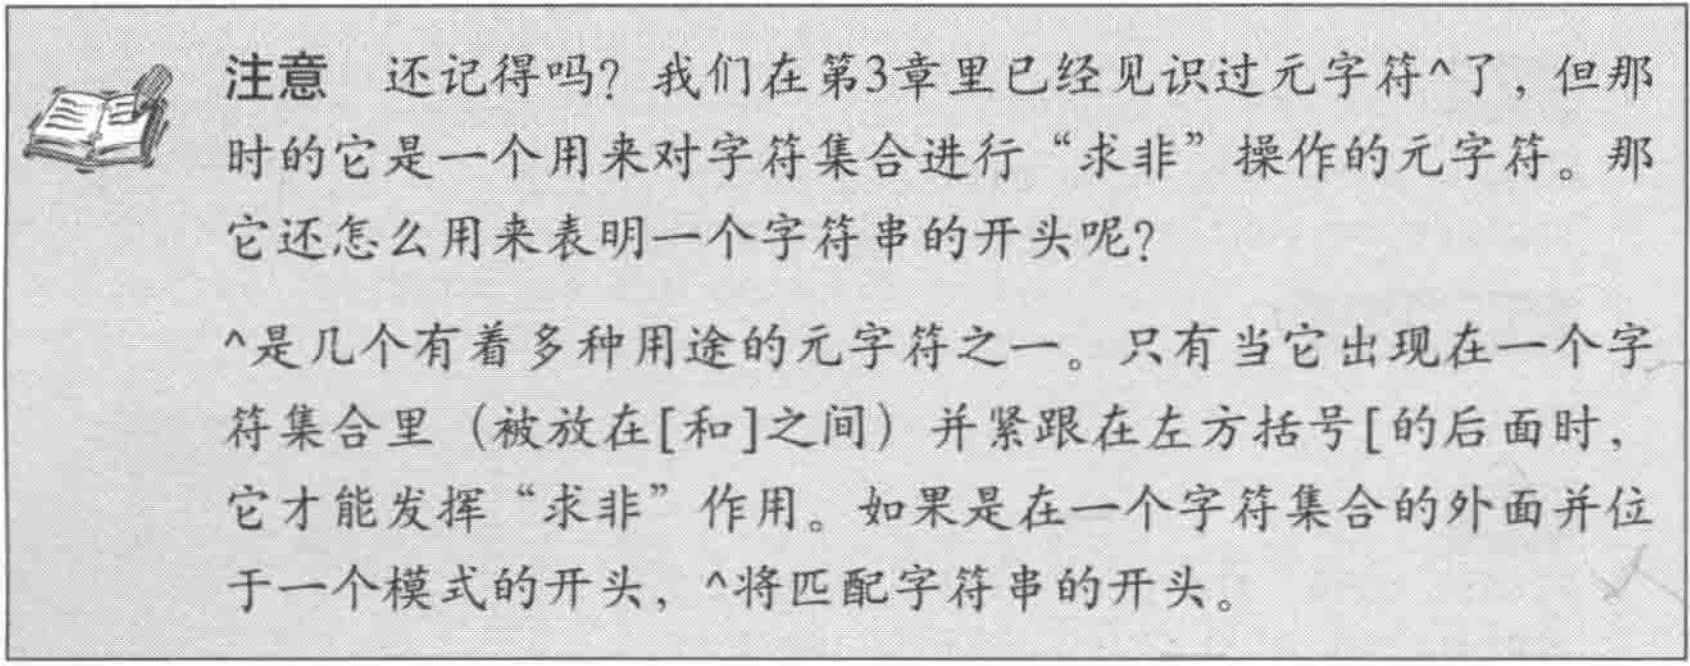 注意 还记得吗？我们在第3章里已经见识过元字符^了，但那
时的它是一个用来对字符集合进行“求非”操作的元字符。那
它还怎么用来表明一个字符串的开头呢？
^是几个有着多种用途的元字符之一。只有当它出现在一个字
符集合里（被放在[和]之间）并紧跟在左方括号[的后面时，
它才能发挥“求非”作用。如果是在一个字符集合的外面并位
于一个模式的开头，^将匹配字符串的开头。